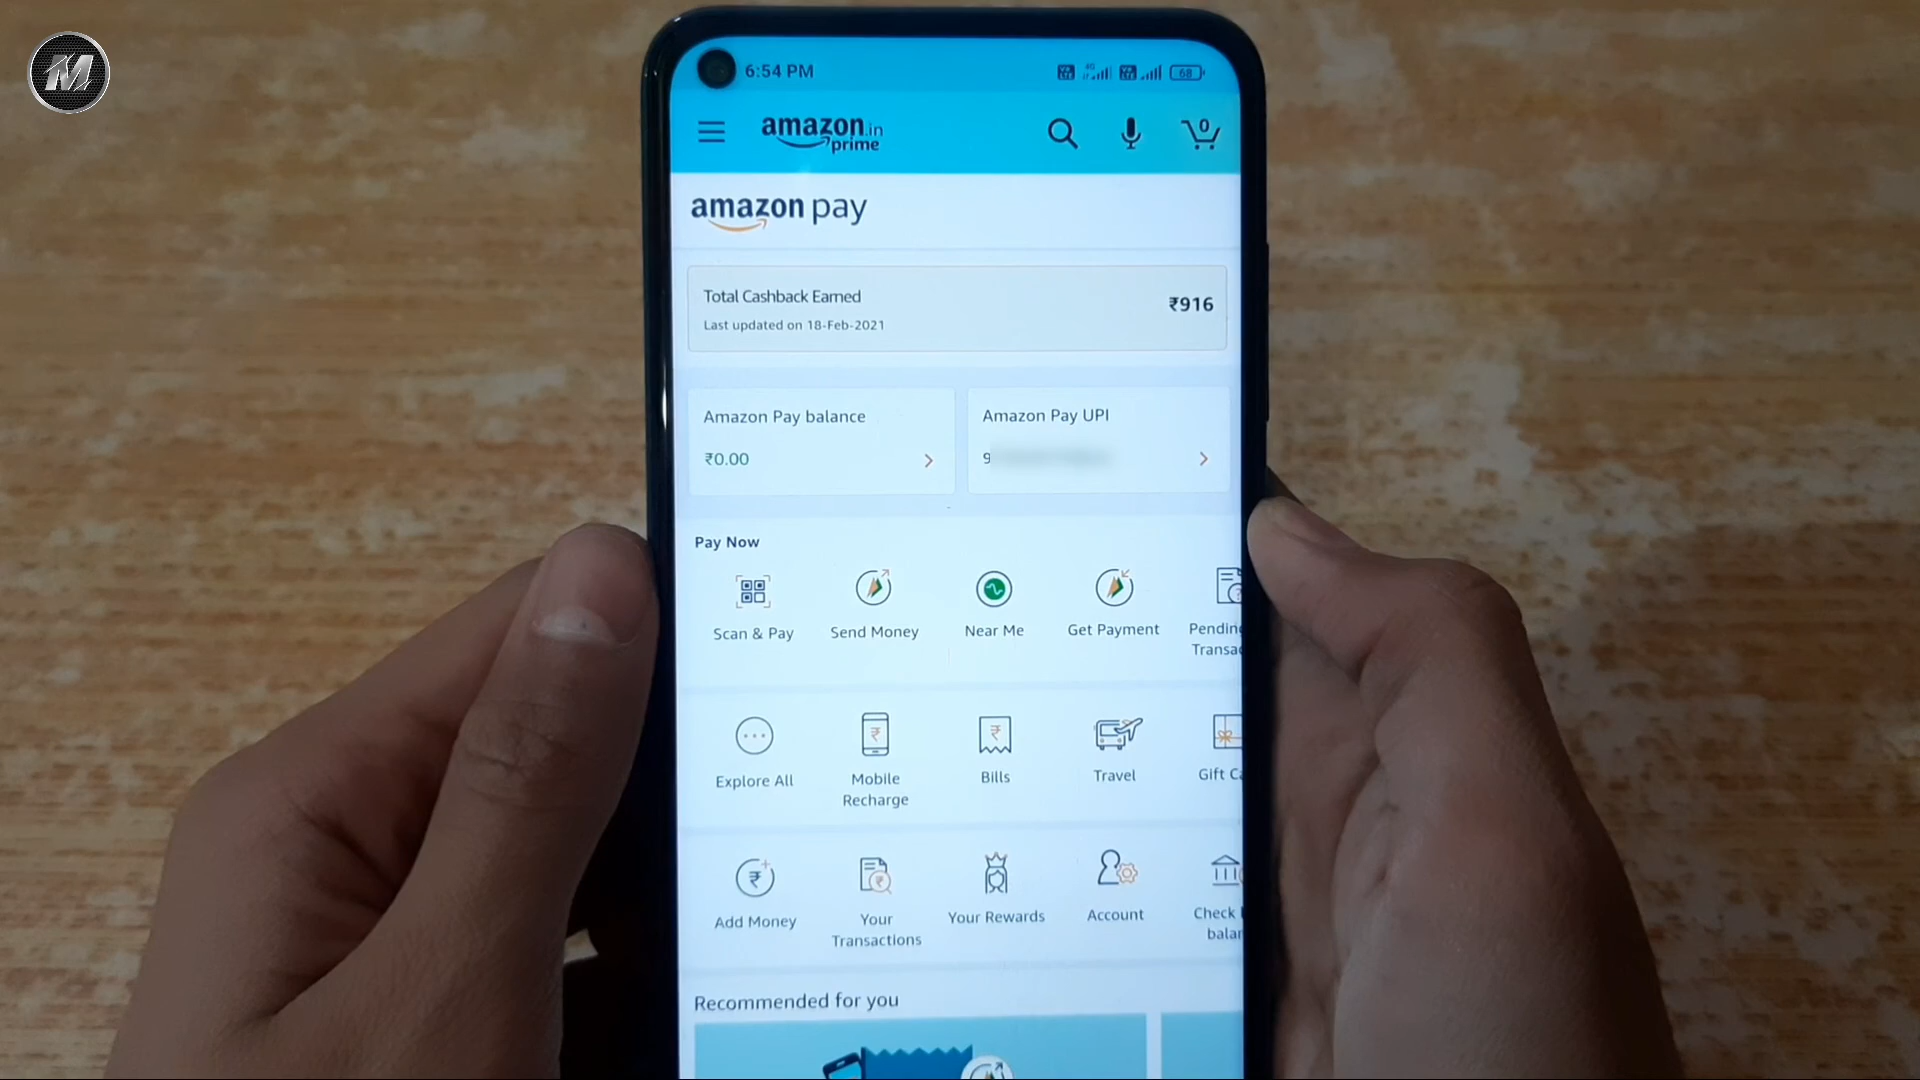 M
6:54 PM
68
amazon.in
prime
0
amazon pay
Total Cashback Earned
₹916
Last updated on 18-Feb-2021
Amazon Pay balance
Amazon Pay UPI
₹0.00
9
Pay Now
Scan & Pay
Send Money
Near Me
Get Payment
Pendin
Transa
Explore All
Mobile
Recharge
Bills
Travel
Gift C
Add Money
Your
Transactions
Your Rewards
Account
Check
balan
Recommended for you